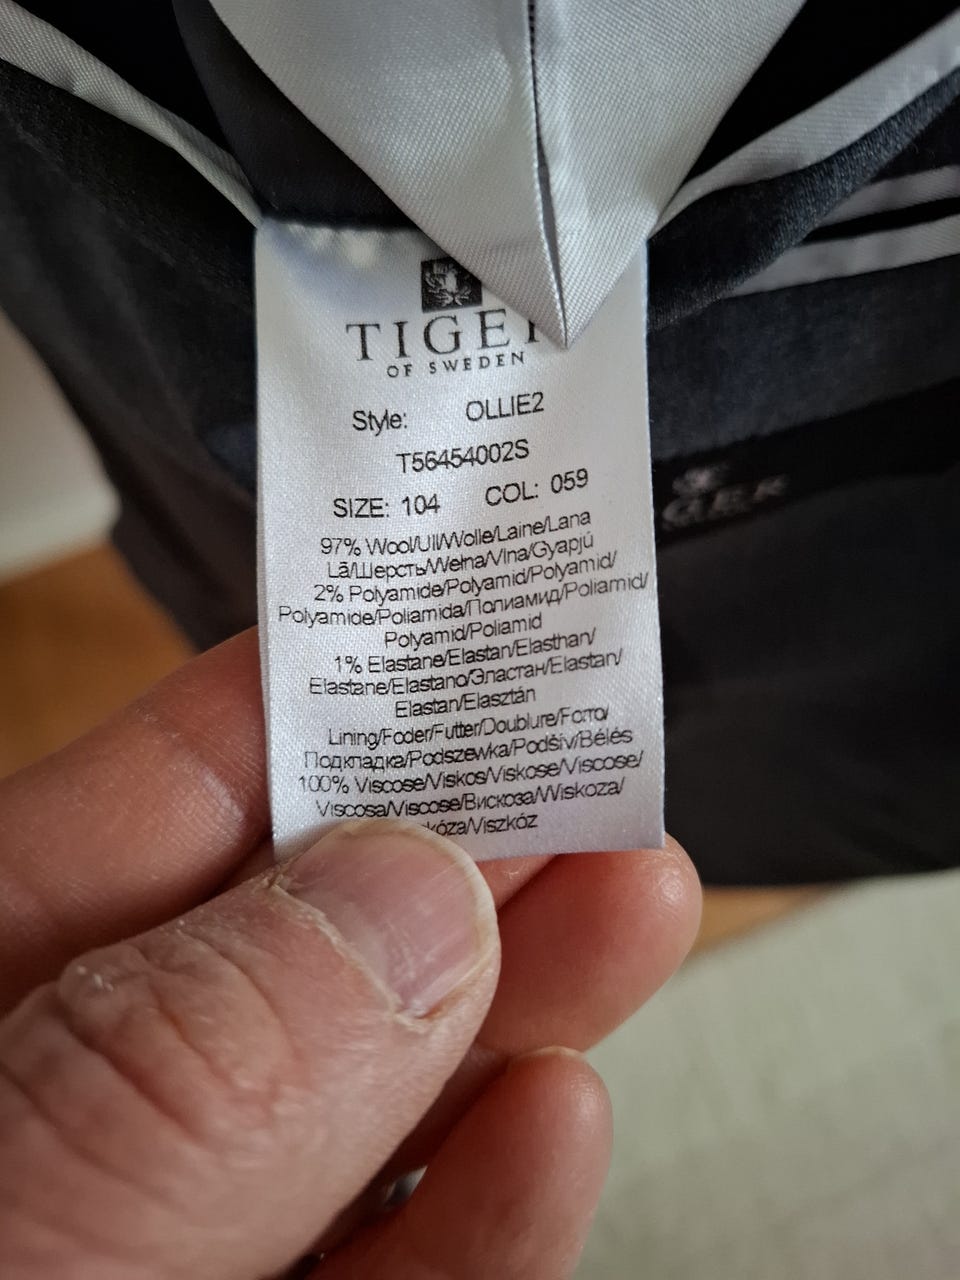 TIGER
OF SWEDEN
Style: OLLIE2
T56454002S
SIZE: 104 COL: 059
97% Wool/Ull/Wolle/Laine/Lana
Lã/Шерсть/Wełna/Vlna/Gyapjú
2% Polyamide/Polyamid/Polyamid/
Polyamide/Poliamida/Полиамид/Poliamid/
Polyamid/Poliamid
1% Elastane/Elastan/Elasthan/
Elastane/Elastano/Эластан/Elastan/
Elastan/Elasztán
Lining/Foder/Futter/Doublure/Forro/
Подкладка/Podszewka/Podšív/Bélés
100% Viscose/Viskos/Viskose/Viscose/
Viscosa/Viscose/Вискоза/Wiskoza/
kóza/Viszkóz